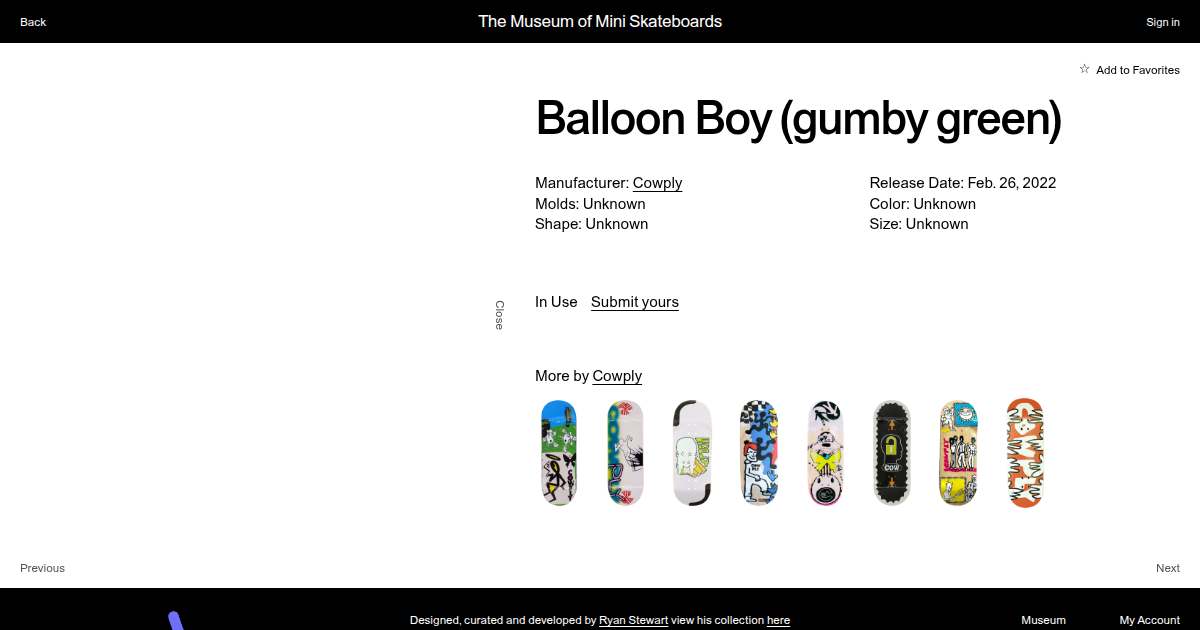 Back
The Museum of Mini Skateboards
Sign in
☆ Add to Favorites
Balloon Boy (gumby green)
Manufacturer: Cowply
Molds: Unknown
Shape: Unknown
Release Date: Feb. 26, 2022
Color: Unknown
Size: Unknown
Close
In Use Submit yours
More by Cowply
COW
Previous
Next
Designed, curated and developed by Ryan Stewart view his collection here
Museum
My Account